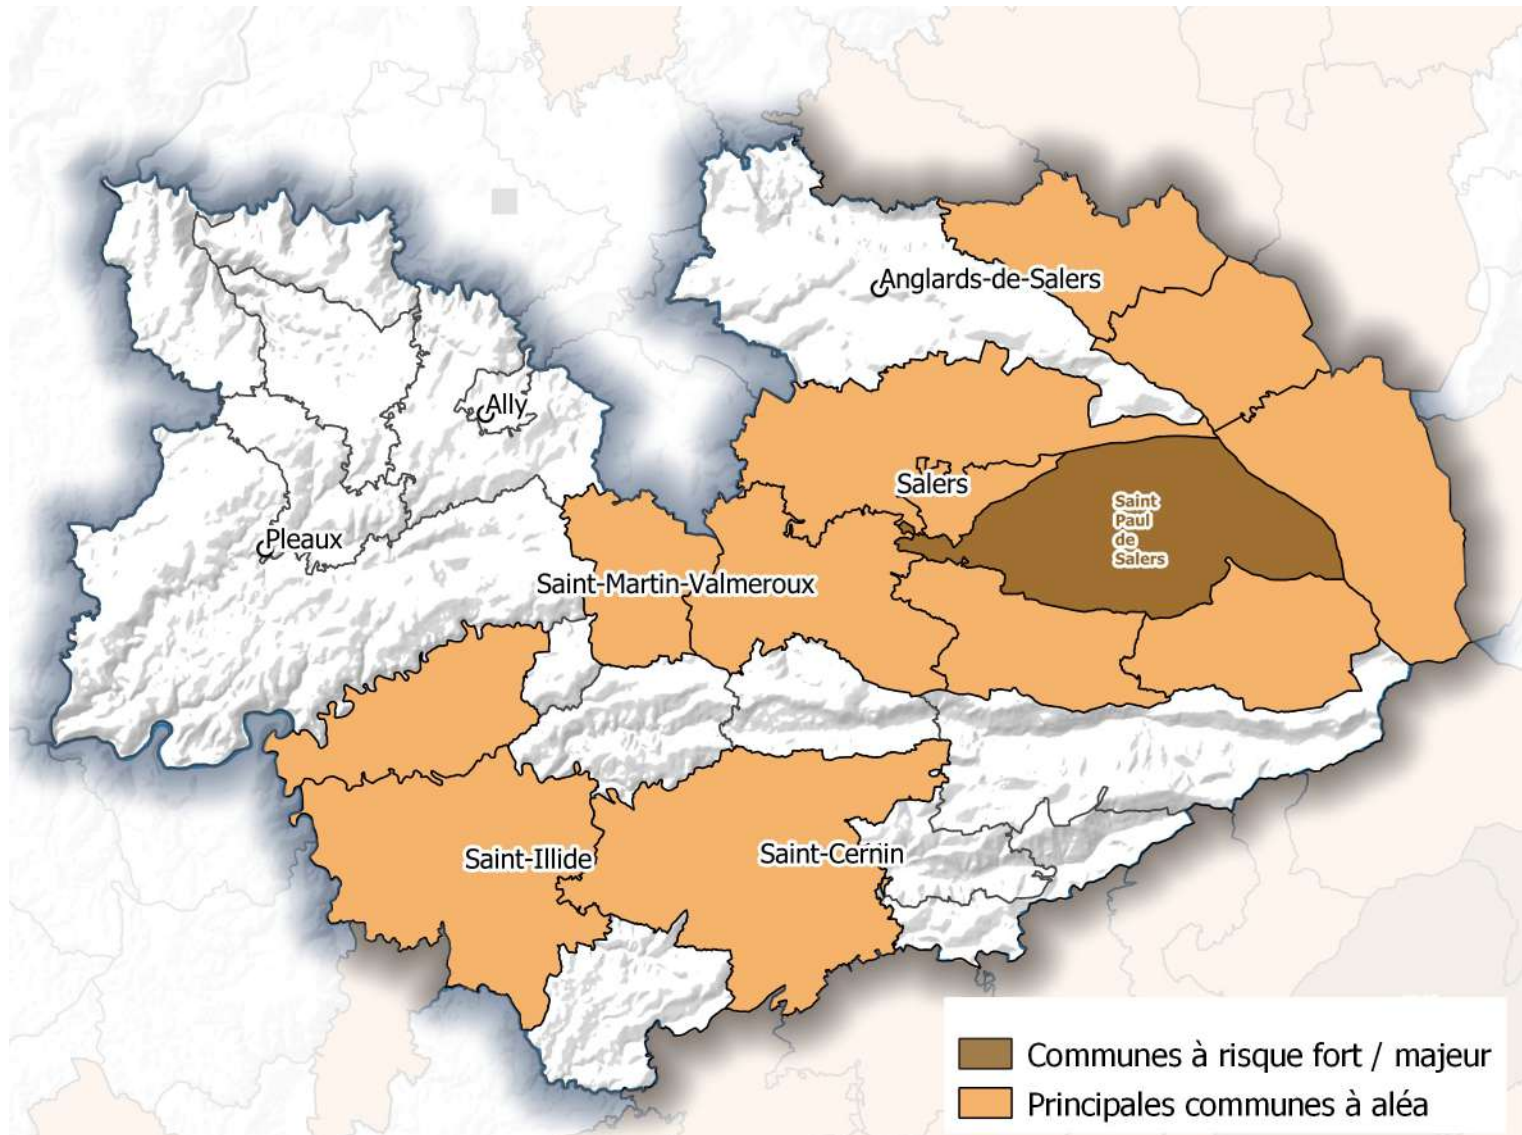 Anglards-de-Salers
Ally
Salers
Saint
Paul
de
Salers
Pleaux
Saint-Martin-Valmeroux
Saint-Illide
Saint-Cernin
Communes à risque fort / majeur
Principales communes à aléa